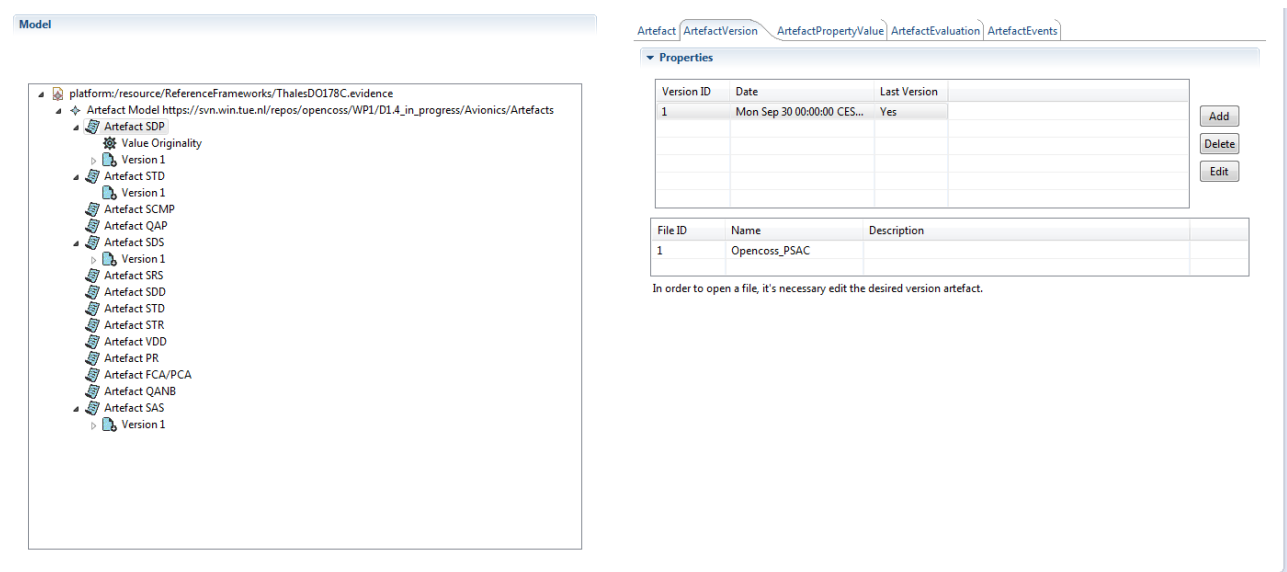 Model
platform:/resource/ReferenceFrameworks/ThalesDO178C.evidence
Artefact Model https://svn.win.tue.nl/repos/opencoss/WP1/D1.4_in_progress/Avionics/Artefacts
Artefact SDP
Value Originality
Version 1
Artefact STD
Version 1
Artefact SCMP
Artefact QAP
Artefact SDS
Version 1
Artefact SRS
Artefact SDD
Artefact STD
Artefact STR
Artefact VDD
Artefact PR
Artefact FCA/PCA
Artefact QANB
Artefact SAS
Version 1
Artefact ArtefactVersion ArtefactPropertyValue ArtefactEvaluation ArtefactEvents
Properties
Version ID Date Last Version
1 Mon Sep 30 00:00:00 CES... Yes
Add
Delete
Edit
File ID Name Description
1 Opencoss_PSAC
In order to open a file, it's necessary edit the desired version artefact.